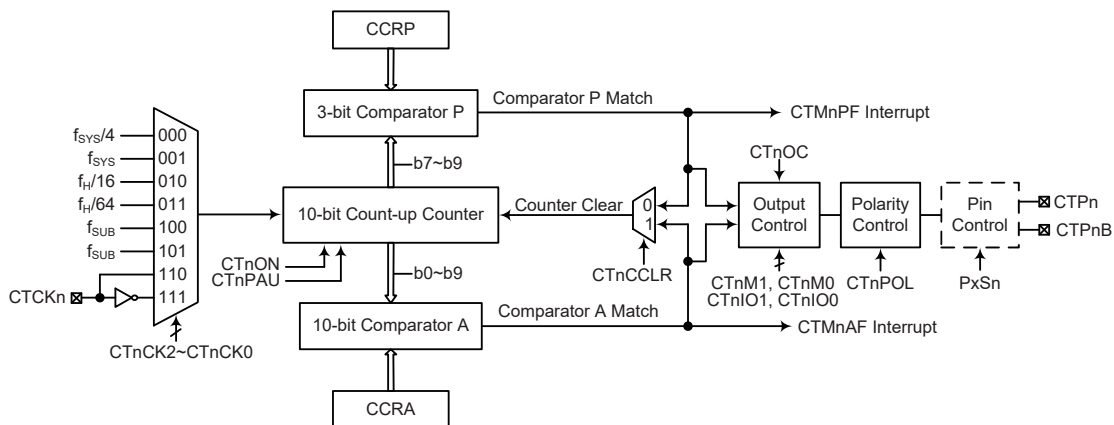 CCRP
3-bit Comparator P
Comparator P Match
CTMnPF Interrupt
fSYS/4
000
fSYS
001
fH/16
010
fH/64
011
fSUB
100
fSUB
101
110
111
CTCKn
CTnCK2~CTnCK0
b7~b9
10-bit Count-up Counter
Counter Clear
0
1
CTnON
CTnPAU
b0~b9
CTnCCLR
CTnOC
Output
Control
CTnM1, CTnM0
CTnIO1, CTnIO0
Polarity
Control
CTnPOL
Pin
Control
PxSn
CTPn
CTPnB
10-bit Comparator A
Comparator A Match
CTMnAF Interrupt
CCRA